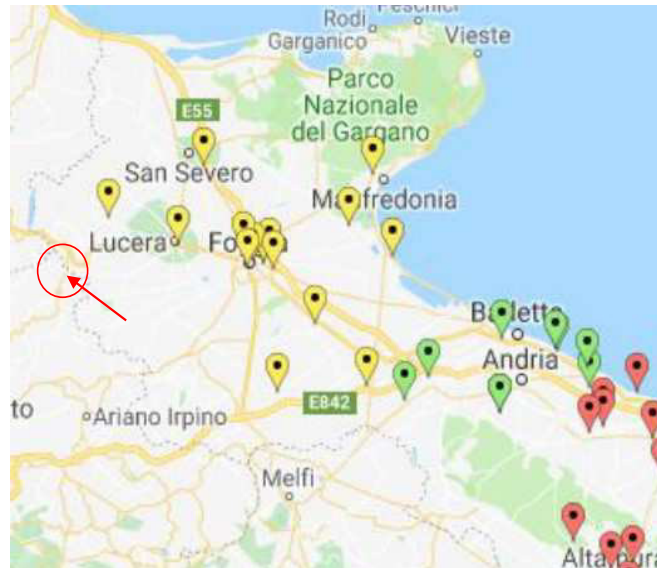 Peschici
Rodi
Garganico
Vieste
Parco
Nazionale
del Gargano
E55
San Severo
Manfredonia
Lucera
Barletta
Andria
E842
to
Ariano Irpino
Melfi
Altamura